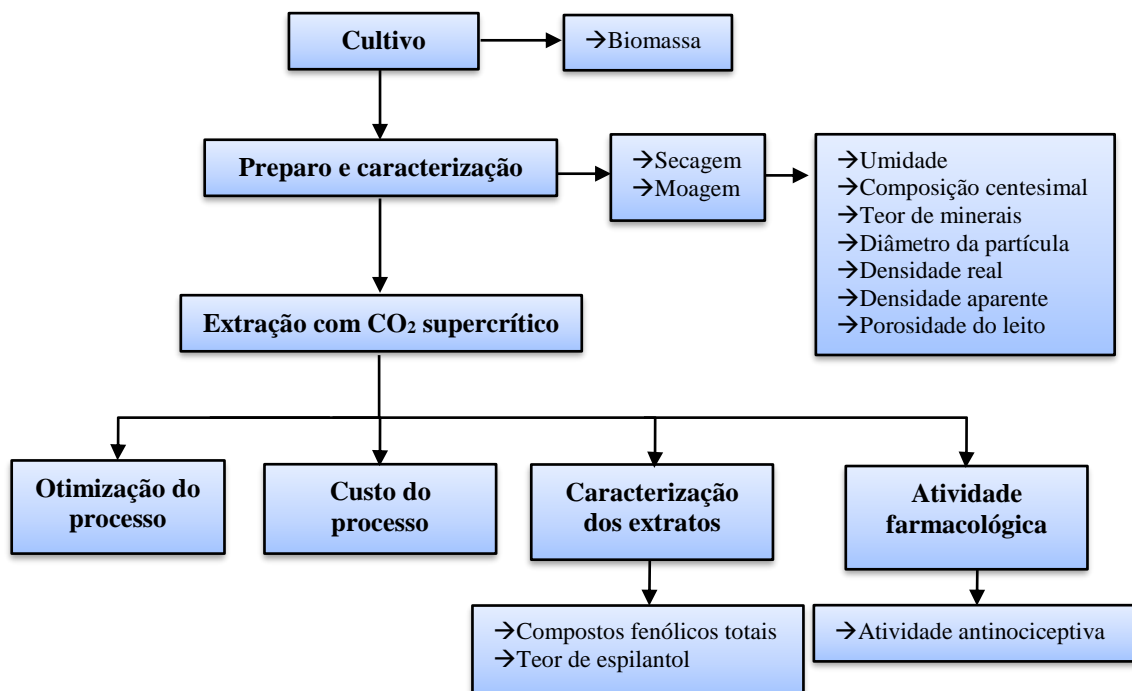 Cultivo
→Biomassa
Preparo e caracterização
→Secagem
→Moagem
→Umidade
→Composição centesimal
→Teor de minerais
→Diâmetro da partícula
→Densidade real
→Densidade aparente
→Porosidade do leito
Extração com CO₂ supercrítico
Otimização do
processo
Custo do
processo
Caracterização
dos extratos
Atividade
farmacológica
→Compostos fenólicos totais
→Teor de espilantol
→Atividade antinociceptiva